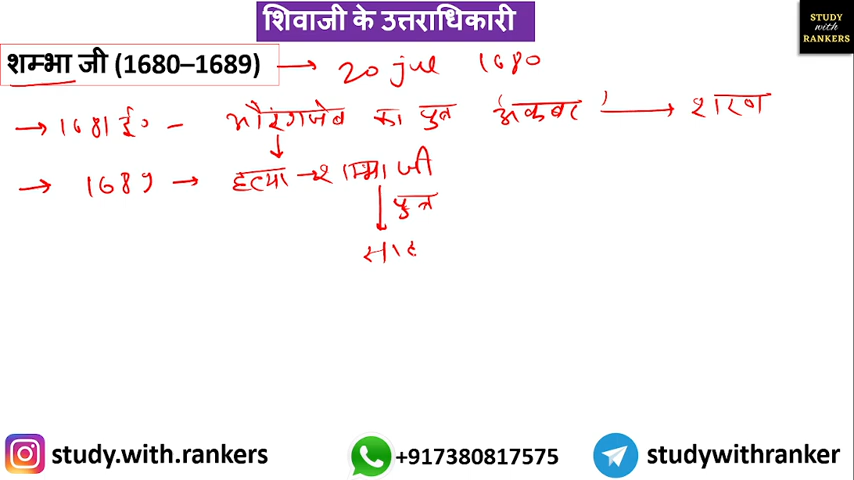 शिवाजी के उत्तराधिकारी
STUDY
with
RANKERS
शम्भा जी (1680–1689) → 20 jul 1680
→ 1681 ई० - औरंगजेब का पुत्र 'अकबर' → शरण
→ 1689 → हत्या → शम्भा जी
पुत्र
साह
study.with.rankers
+917380817575
studywithranker